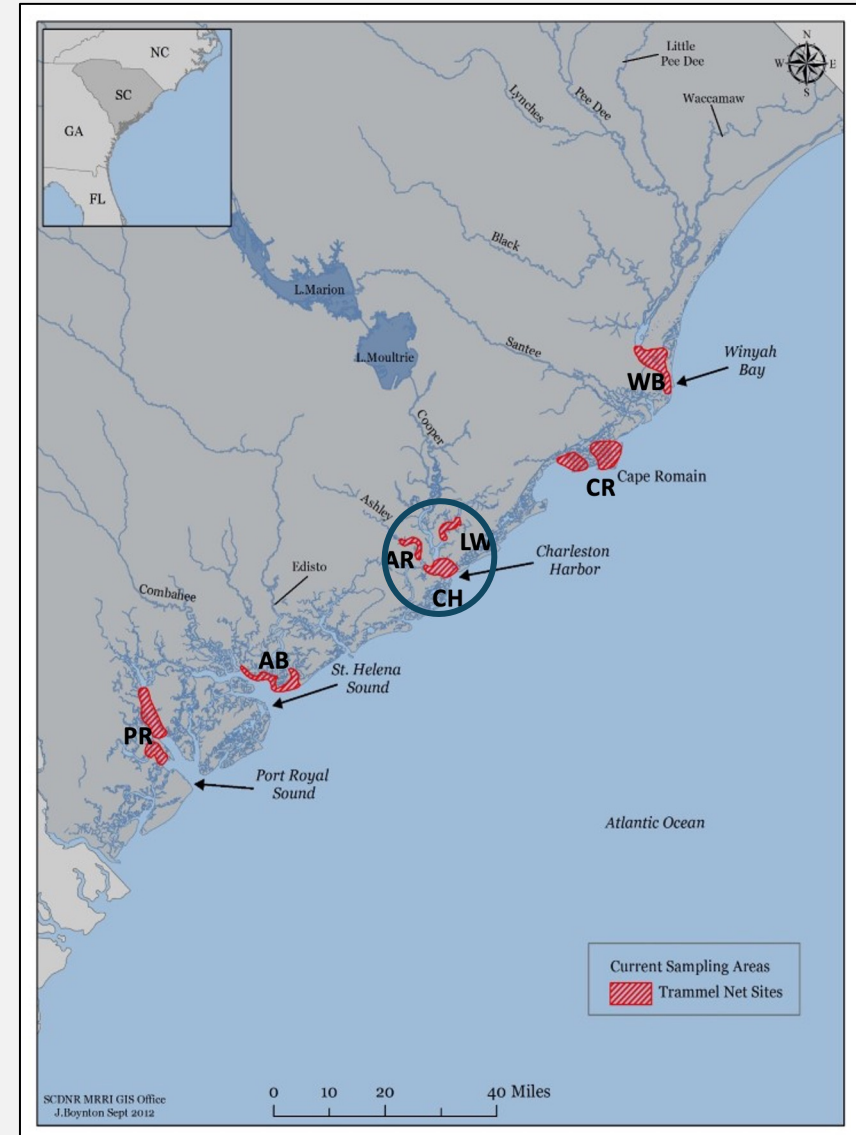 NC
SC
GA
FL
N
W E
S
Little
Pee Dee
Lynches
Pee Dee
Waccamaw
Black
L.Marion
L.Moultrie
Santee
Winyah
Bay
WB
Cooper
Cape Romain
CR
Ashley
LW
AR
Charleston
Harbor
CH
Edisto
Combahee
AB
St. Helena
Sound
PR
Port Royal
Sound
Atlantic Ocean
Current Sampling Areas
Trammel Net Sites
SCDNR MRRI GIS Office
J.Boynton Sept 2012
0 10 20 40 Miles